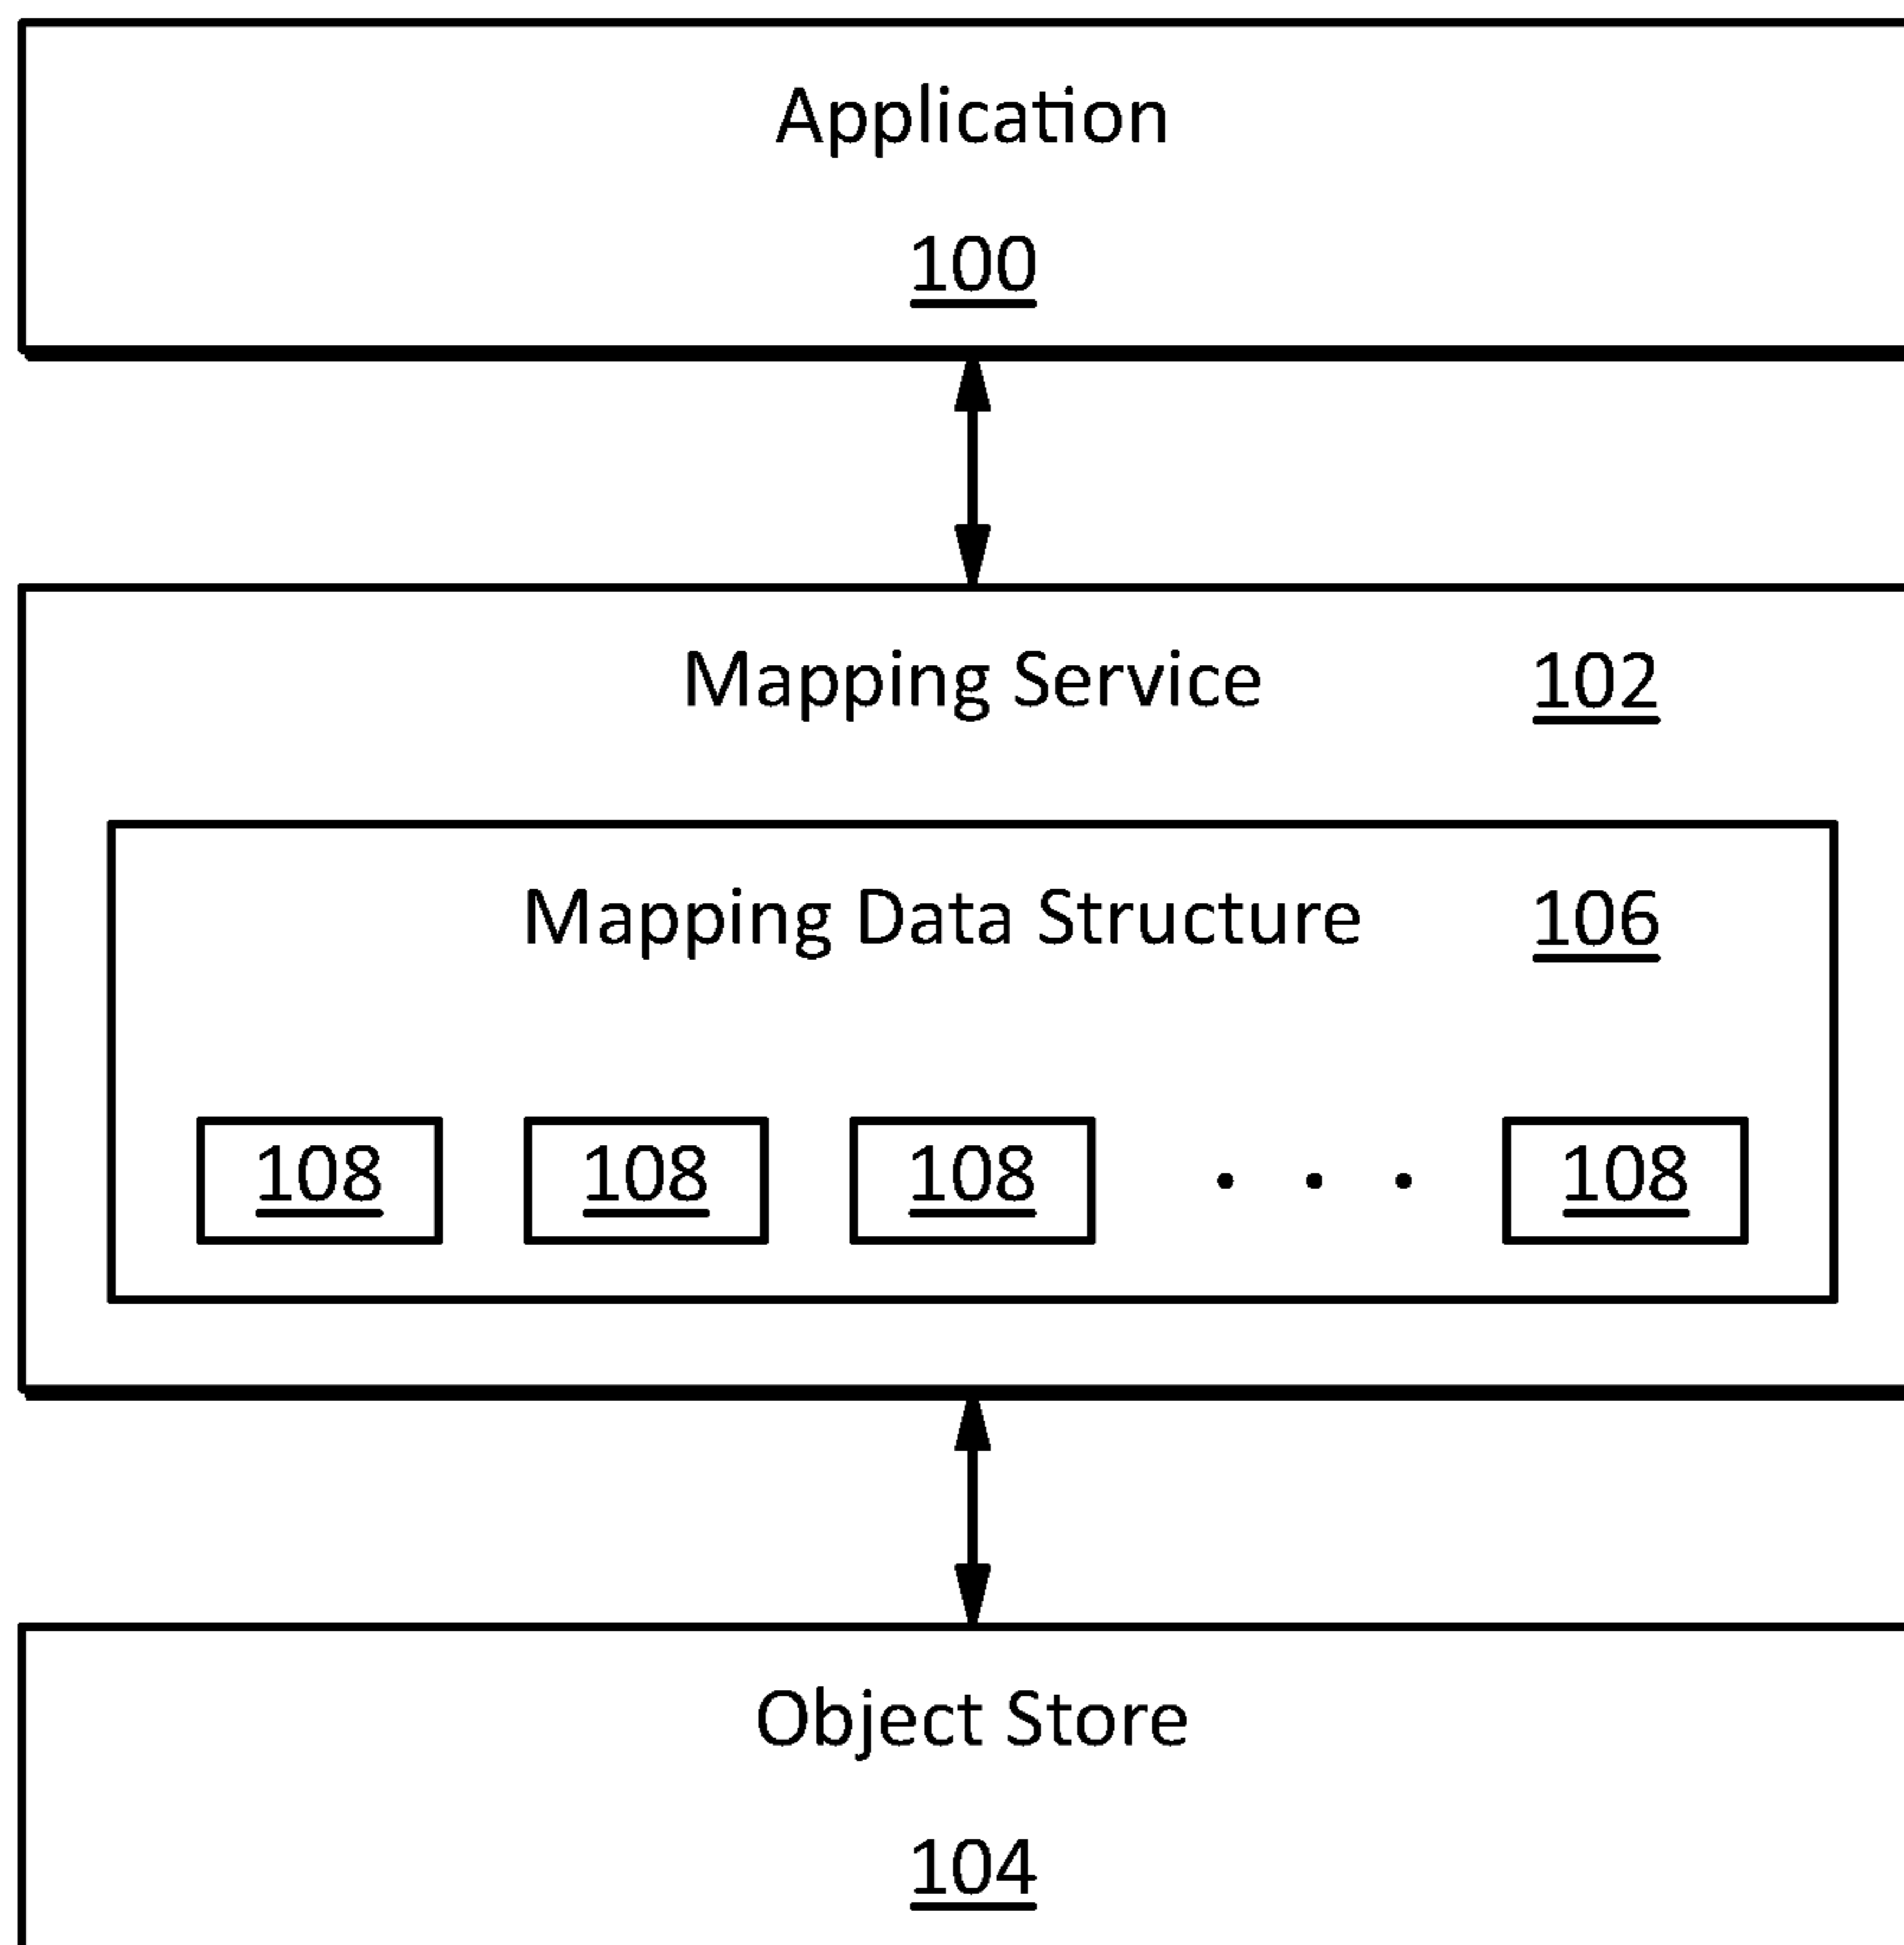 Application
100
Mapping Service 102
Mapping Data Structure 106
108 108 108 . . . 108
Object Store
104